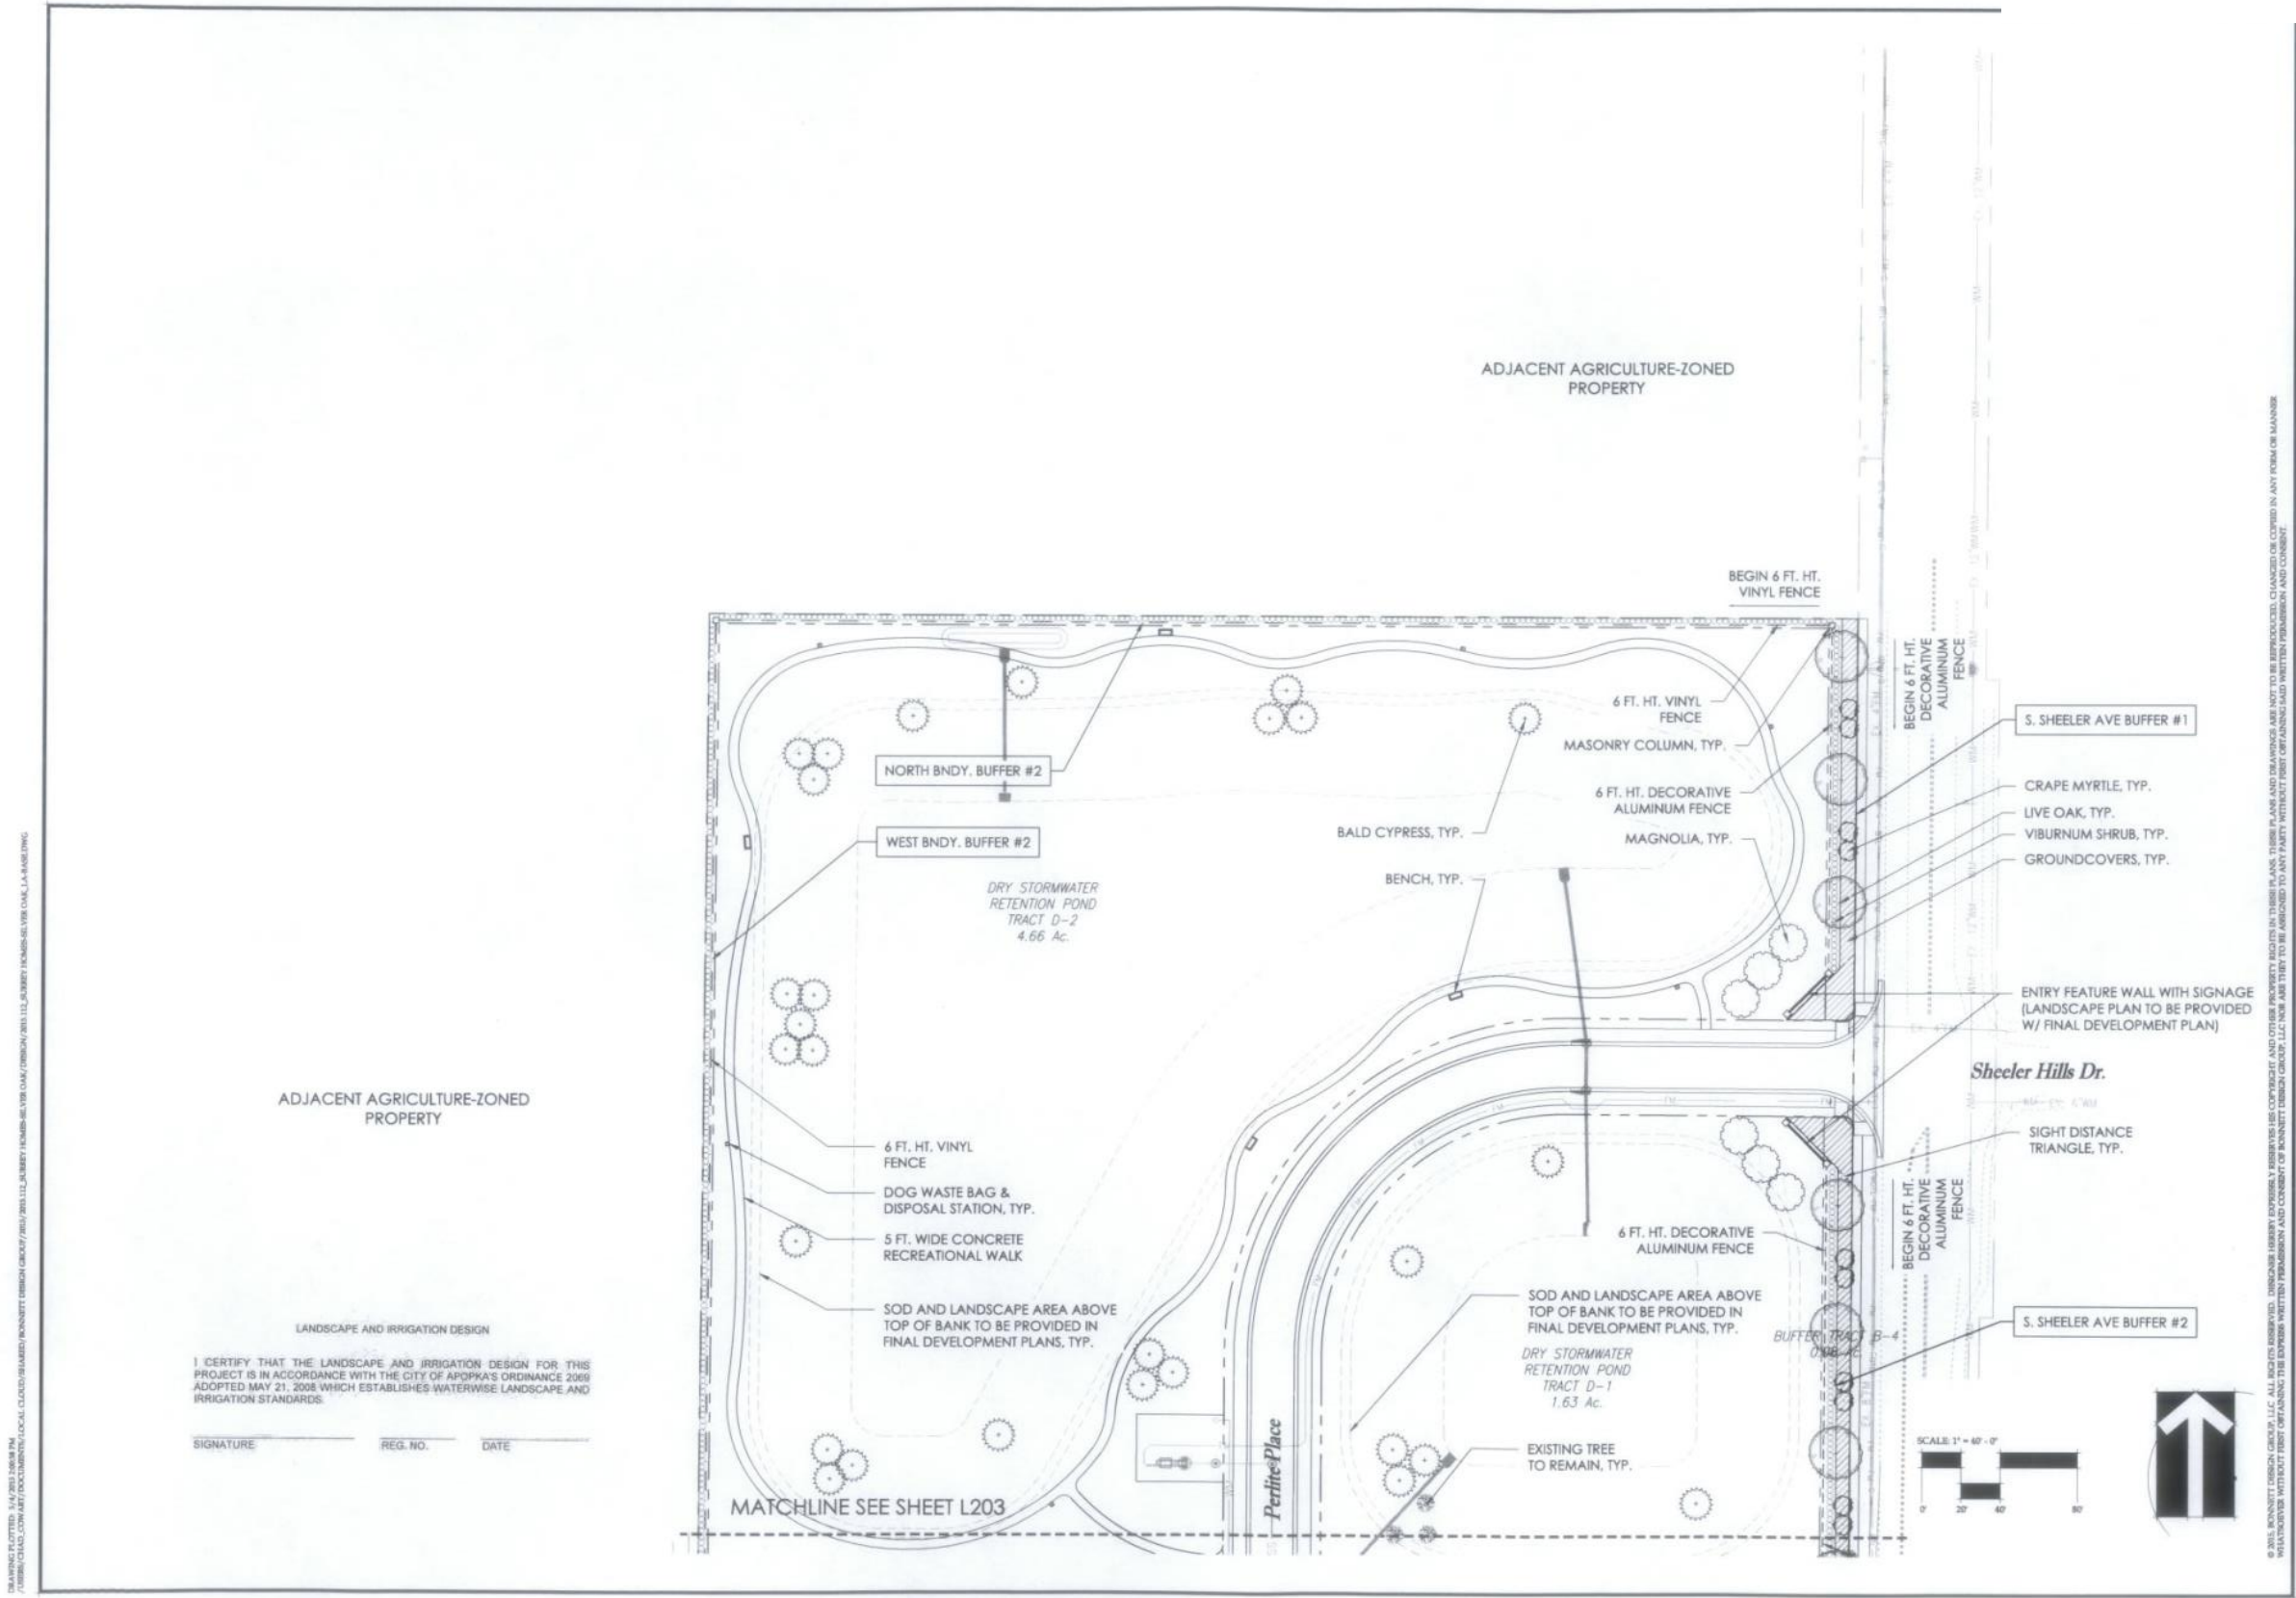 ADJACENT AGRICULTURE-ZONED
PROPERTY
BEGIN 6 FT. HT.
VINYL FENCE
BEGIN 6 FT. HT.
DECORATIVE
ALUMINUM
FENCE
6 FT. HT. VINYL
FENCE
MASONRY COLUMN, TYP.
S. SHEELER AVE BUFFER #1
NORTH BNDY. BUFFER #2
6 FT. HT. DECORATIVE
ALUMINUM FENCE
CRAPE MYRTLE, TYP.
LIVE OAK, TYP.
VIBURNUM SHRUB, TYP.
GROUNDCOVERS, TYP.
BALD CYPRESS, TYP.
MAGNOLIA, TYP.
WEST BNDY. BUFFER #2
BENCH, TYP.
DRY STORMWATER
RETENTION POND
TRACT D-2
4.66 Ac.
ENTRY FEATURE WALL WITH SIGNAGE
(LANDSCAPE PLAN TO BE PROVIDED
W/ FINAL DEVELOPMENT PLAN)
Sheeler Hills Dr.
ADJACENT AGRICULTURE-ZONED
PROPERTY
SIGHT DISTANCE
TRIANGLE, TYP.
6 FT. HT. VINYL
FENCE
DOG WASTE BAG &
DISPOSAL STATION, TYP.
5 FT. WIDE CONCRETE
RECREATIONAL WALK
SOD AND LANDSCAPE AREA ABOVE
TOP OF BANK TO BE PROVIDED IN
FINAL DEVELOPMENT PLANS, TYP.
BEGIN 6 FT. HT.
DECORATIVE
ALUMINUM
FENCE
6 FT. HT. DECORATIVE
ALUMINUM FENCE
SOD AND LANDSCAPE AREA ABOVE
TOP OF BANK TO BE PROVIDED IN
FINAL DEVELOPMENT PLANS, TYP.
BUFFER TRACT B-4
S. SHEELER AVE BUFFER #2
DRY STORMWATER
RETENTION POND
TRACT D-1
1.63 Ac.
EXISTING TREE
TO REMAIN, TYP.
Perlite Place
LANDSCAPE AND IRRIGATION DESIGN
I CERTIFY THAT THE LANDSCAPE AND IRRIGATION DESIGN FOR THIS
PROJECT IS IN ACCORDANCE WITH THE CITY OF APOPKA'S ORDINANCE 2069
ADOPTED MAY 21, 2008 WHICH ESTABLISHES WATERWISE LANDSCAPE AND
IRRIGATION STANDARDS.
SIGNATURE REG. NO. DATE
MATCHLINE SEE SHEET L203
SCALE: 1" = 40' - 0"
0 20 40 80